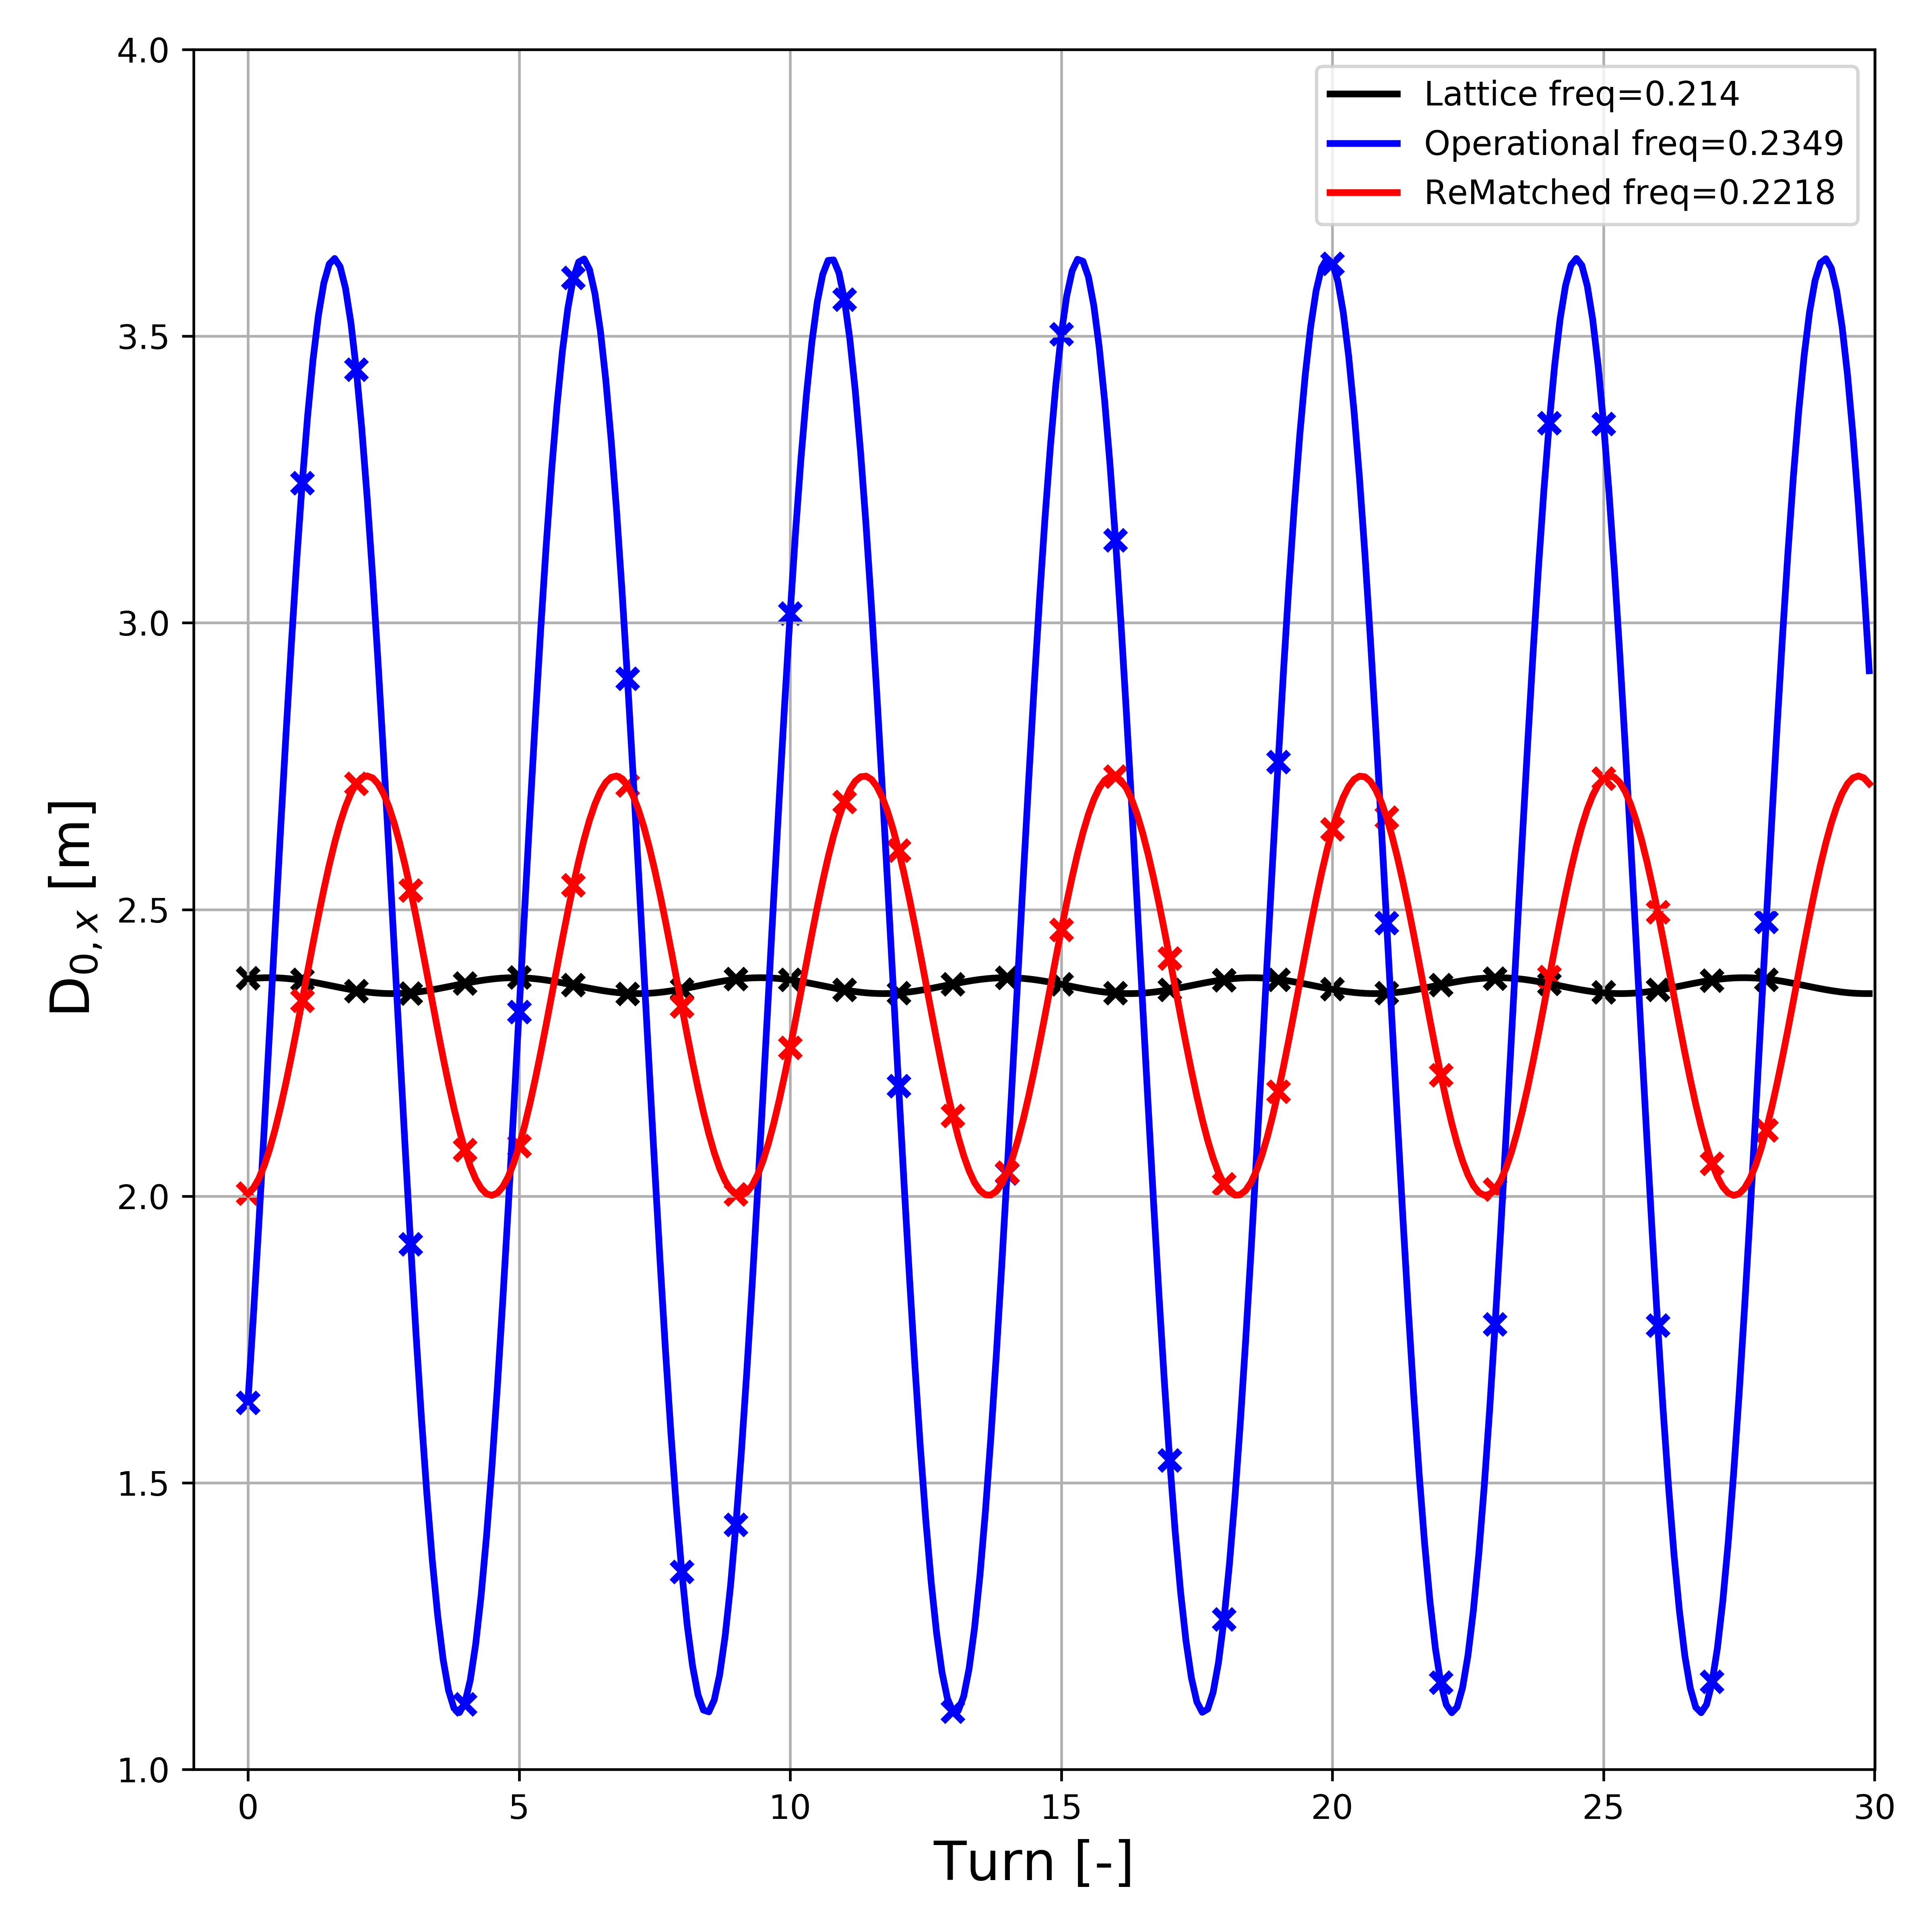 4.0
3.5
3.0
2.5
2.0
1.5
1.0
D0,x [m]
Lattice freq=0.214
Operational freq=0.2349
ReMatched freq=0.2218
0 5 10 15 20 25 30
Turn [-]